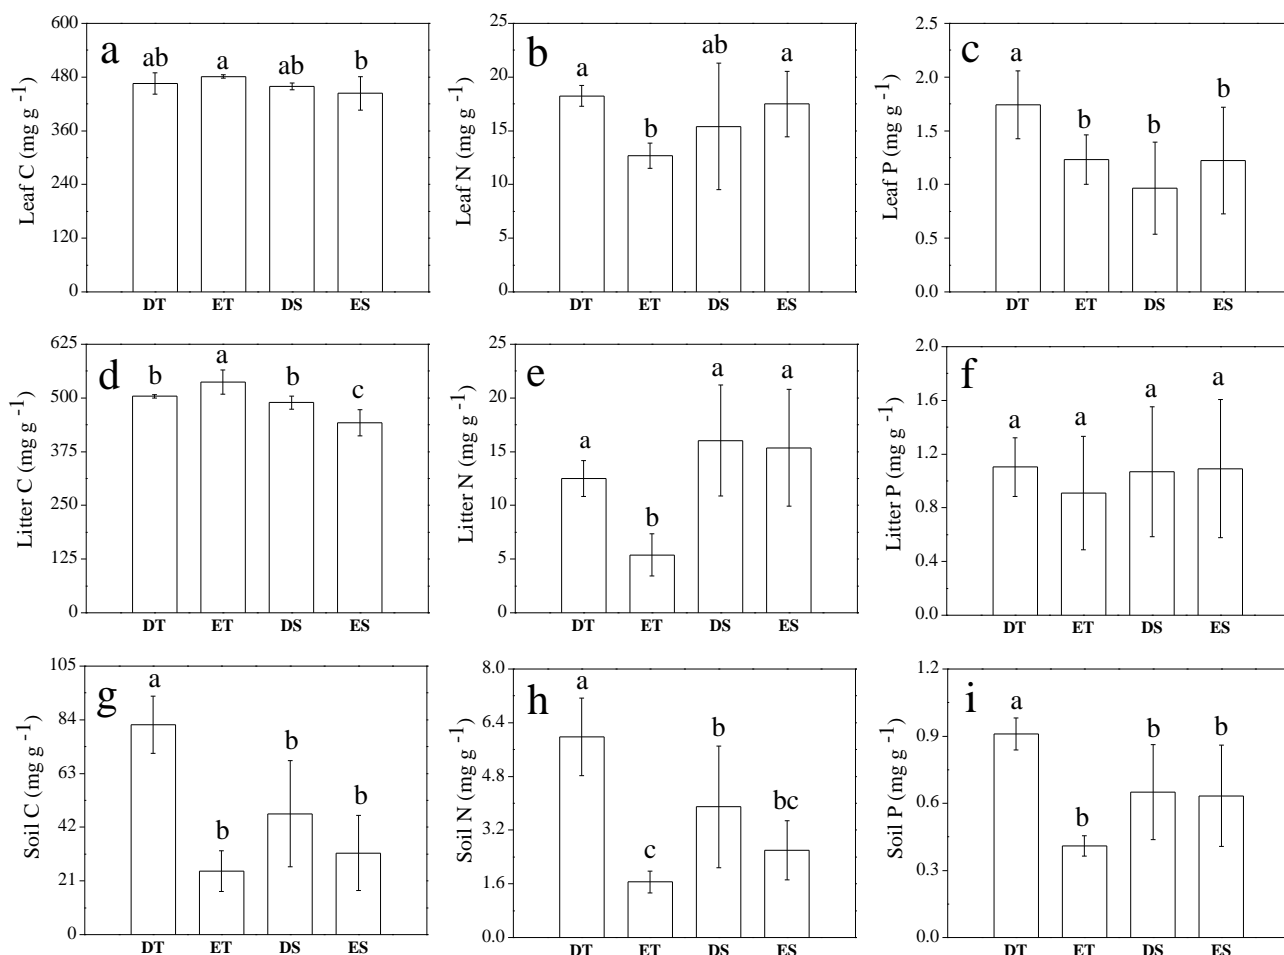 a
Leaf C (mg g -1)
600
480
360
240
120
0
ab a ab b
DT ET DS ES
b
Leaf N (mg g -1)
25
20
15
10
5
0
a b ab a
DT ET DS ES
c
Leaf P (mg g -1)
2.5
2.0
1.5
1.0
0.5
0.0
a b b b
DT ET DS ES
d
Litter C (mg g -1)
625
500
375
250
125
0
b a b c
DT ET DS ES
e
Litter N (mg g -1)
25
20
15
10
5
0
a b a a
DT ET DS ES
f
Litter P (mg g -1)
2.0
1.6
1.2
0.8
0.4
0.0
a a a a
DT ET DS ES
g
Soil C (mg g -1)
105
84
63
42
21
0
a b b b
DT ET DS ES
h
Soil N (mg g -1)
8.0
6.4
4.8
3.2
1.6
0.0
a c b bc
DT ET DS ES
i
Soil P (mg g -1)
1.2
0.9
0.6
0.3
0.0
a b b b
DT ET DS ES